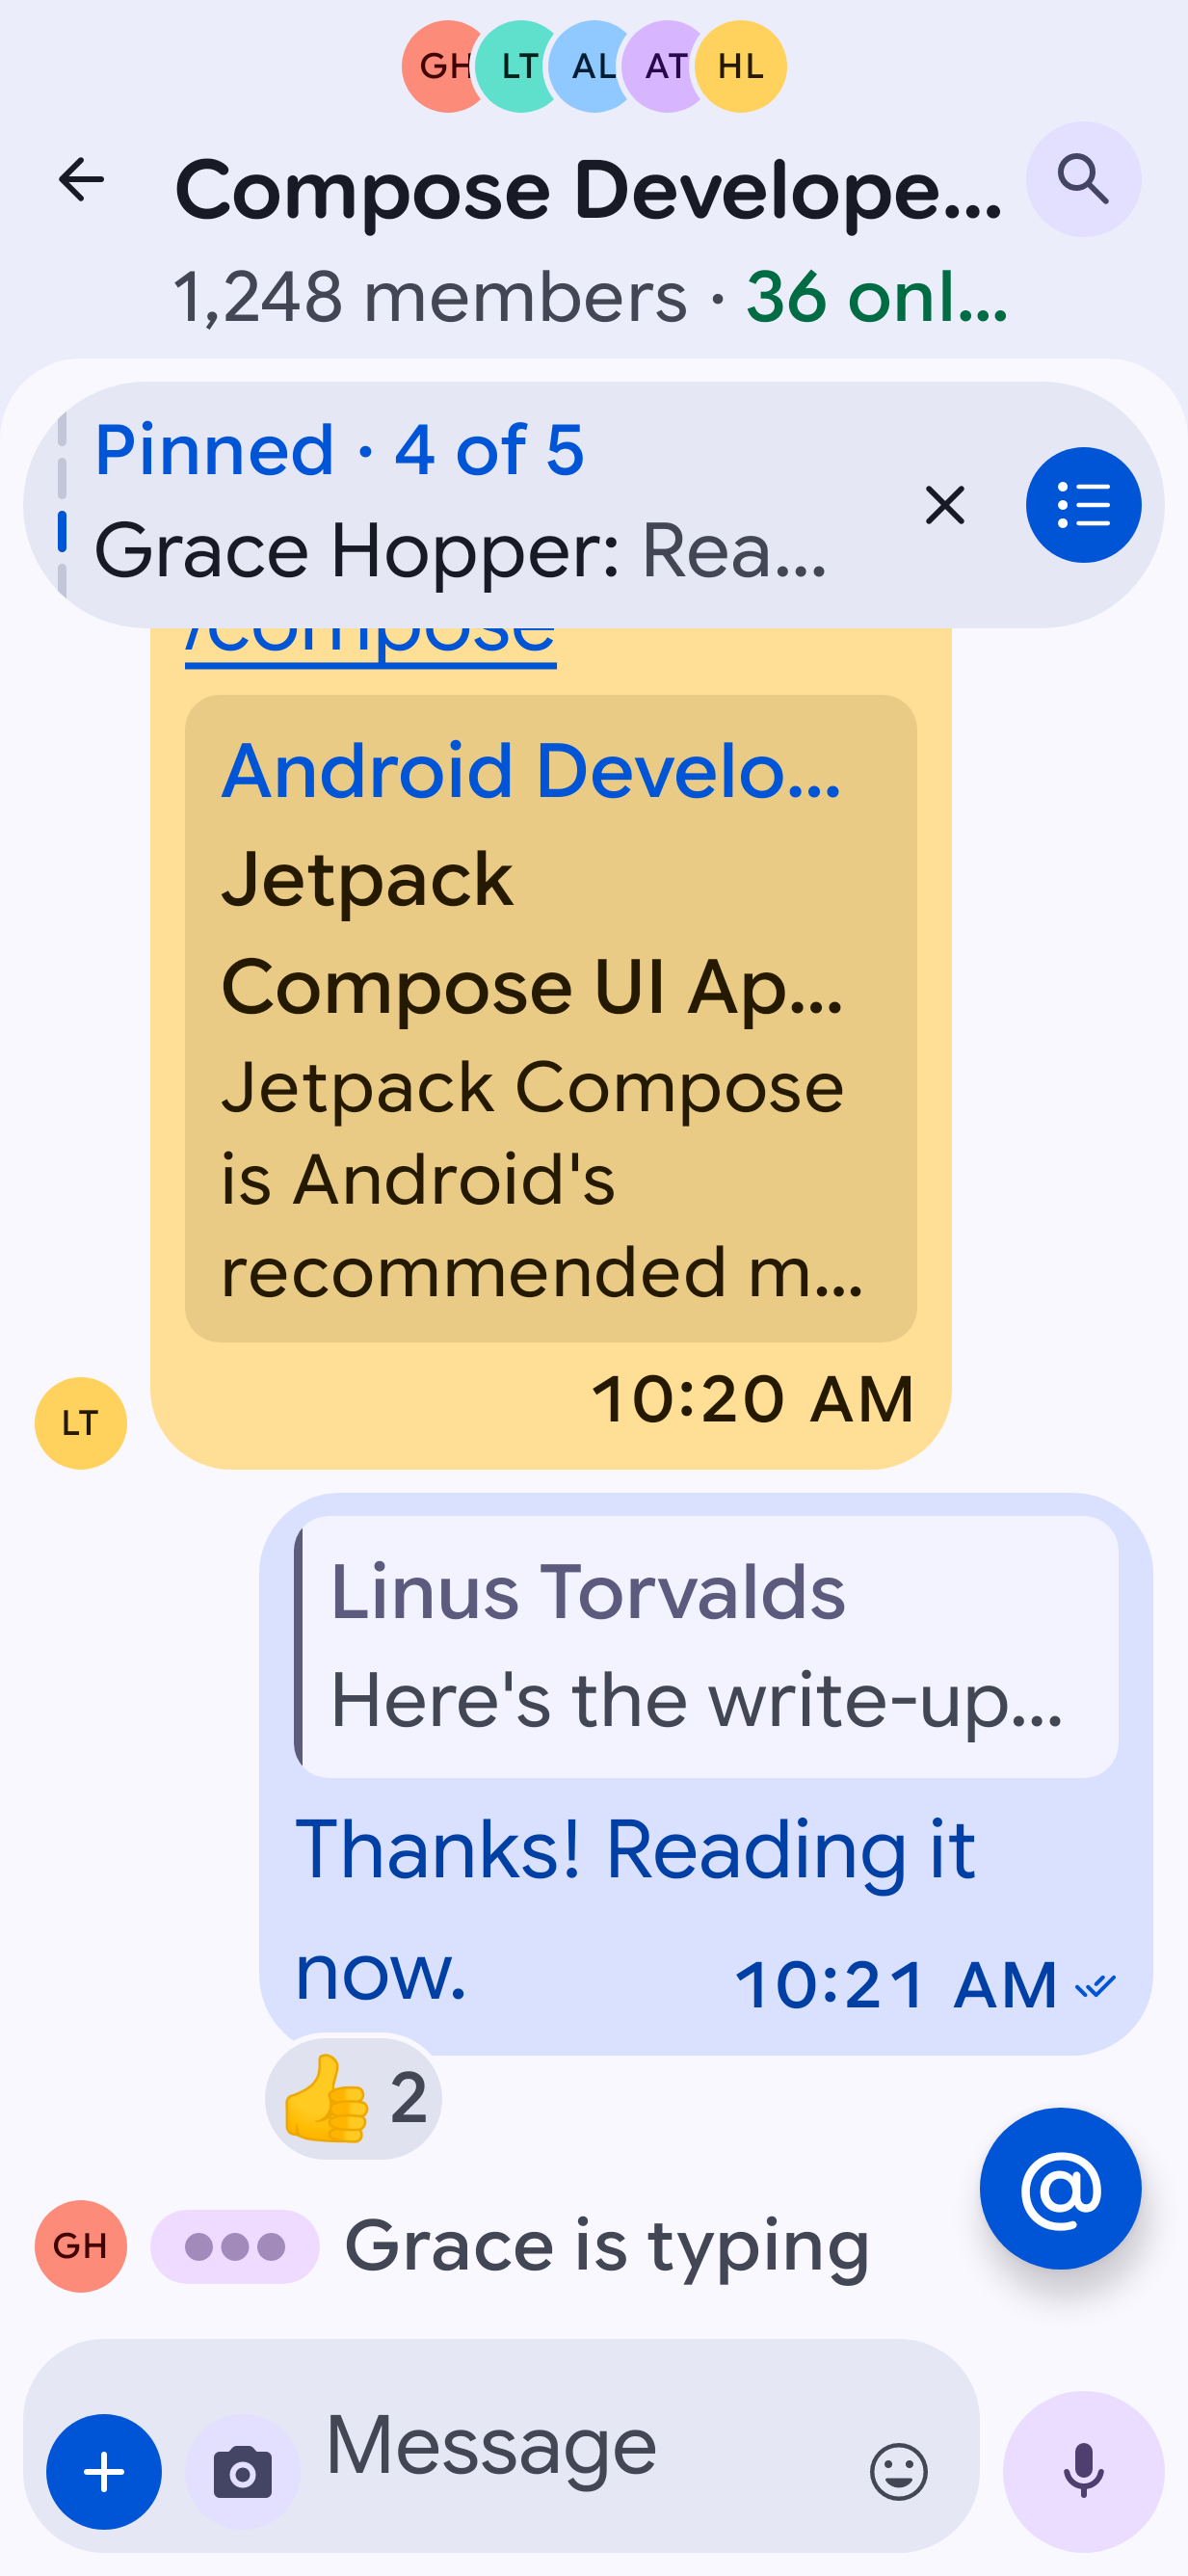 GH LT AL AT HL
Compose Develope...
1,248 members · 36 onl...
Pinned · 4 of 5
Grace Hopper: Rea...
/compose
Android Develo...
Jetpack
Compose UI Ap...
Jetpack Compose
is Android's
recommended m...
10:20 AM
LT
Linus Torvalds
Here's the write-up...
Thanks! Reading it
now.
10:21 AM
👍 2
GH
Grace is typing
@
Message